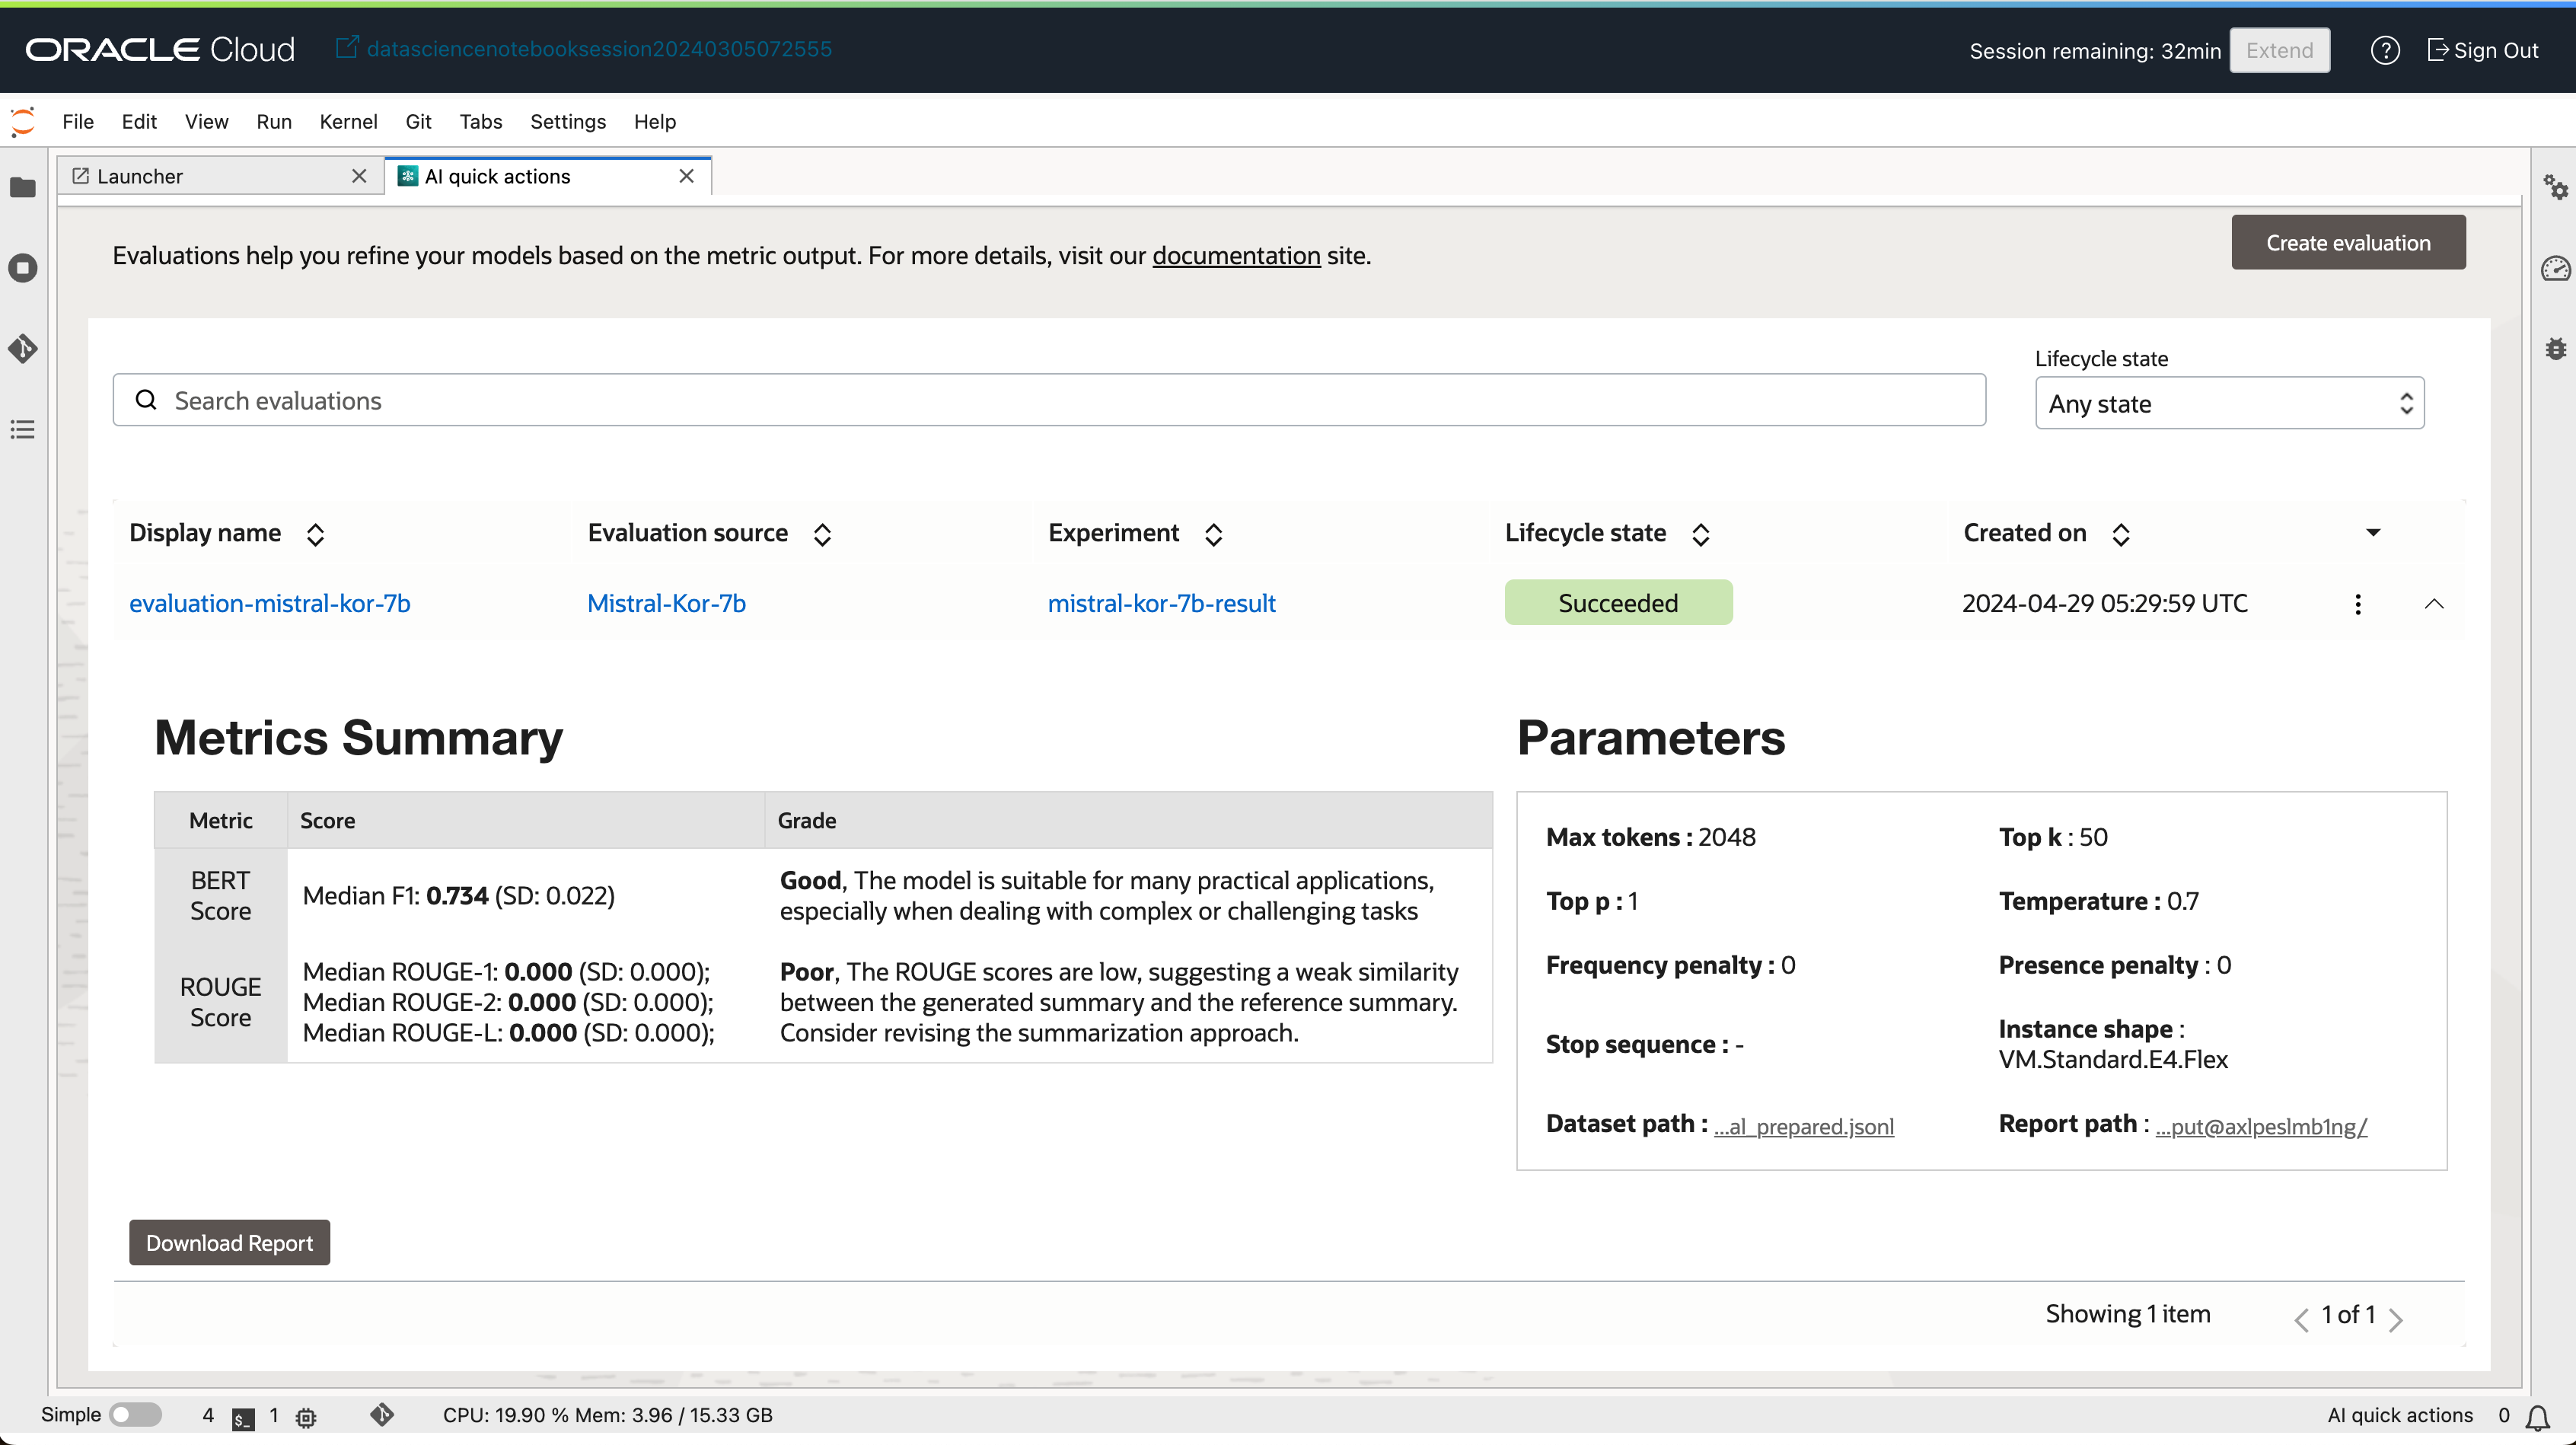 ORACLE Cloud
datasciencenotebooksession20240305072555
Session remaining: 32min
Extend
Sign Out
File Edit View Run Kernel Git Tabs Settings Help
Launcher
AI quick actions
Evaluations help you refine your models based on the metric output. For more details, visit our documentation site.
Create evaluation
Lifecycle state
Search evaluations
Any state
Display name Evaluation source Experiment Lifecycle state Created on
evaluation-mistral-kor-7b Mistral-Kor-7b mistral-kor-7b-result Succeeded 2024-04-29 05:29:59 UTC
Metrics Summary
Metric Score Grade
BERT Score
Median F1: 0.734 (SD: 0.022)
Good, The model is suitable for many practical applications,
especially when dealing with complex or challenging tasks
ROUGE Score
Median ROUGE-1: 0.000 (SD: 0.000);
Median ROUGE-2: 0.000 (SD: 0.000);
Median ROUGE-L: 0.000 (SD: 0.000);
Poor, The ROUGE scores are low, suggesting a weak similarity
between the generated summary and the reference summary.
Consider revising the summarization approach.
Parameters
Max tokens : 2048
Top k : 50
Top p : 1
Temperature : 0.7
Frequency penalty : 0
Presence penalty : 0
Stop sequence : -
Instance shape :
VM.Standard.E4.Flex
Dataset path : ...al_prepared.jsonl
Report path : ...put@axlpeslmb1ng/
Download Report
Showing 1 item
1 of 1
Simple
4
$_
1
CPU: 19.90 % Mem: 3.96 / 15.33 GB
AI quick actions
0